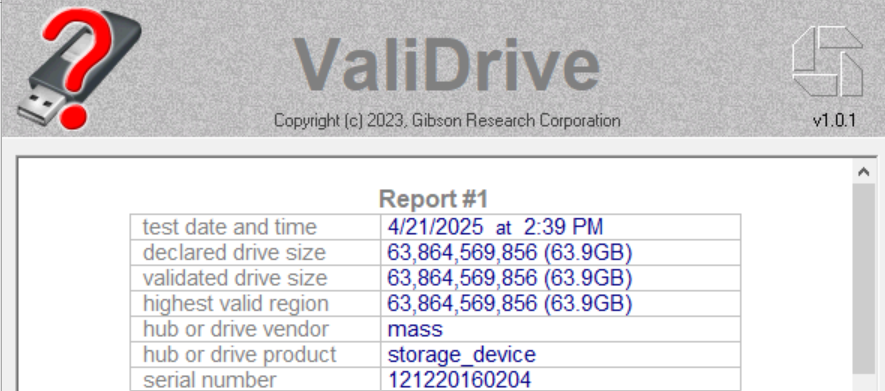 ValiDrive
Copyright (c) 2023, Gibson Research Corporation
v1.0.1
Report #1
test date and time 4/21/2025 at 2:39 PM
declared drive size 63,864,569,856 (63.9GB)
validated drive size 63,864,569,856 (63.9GB)
highest valid region 63,864,569,856 (63.9GB)
hub or drive vendor mass
hub or drive product storage_device
serial number 121220160204